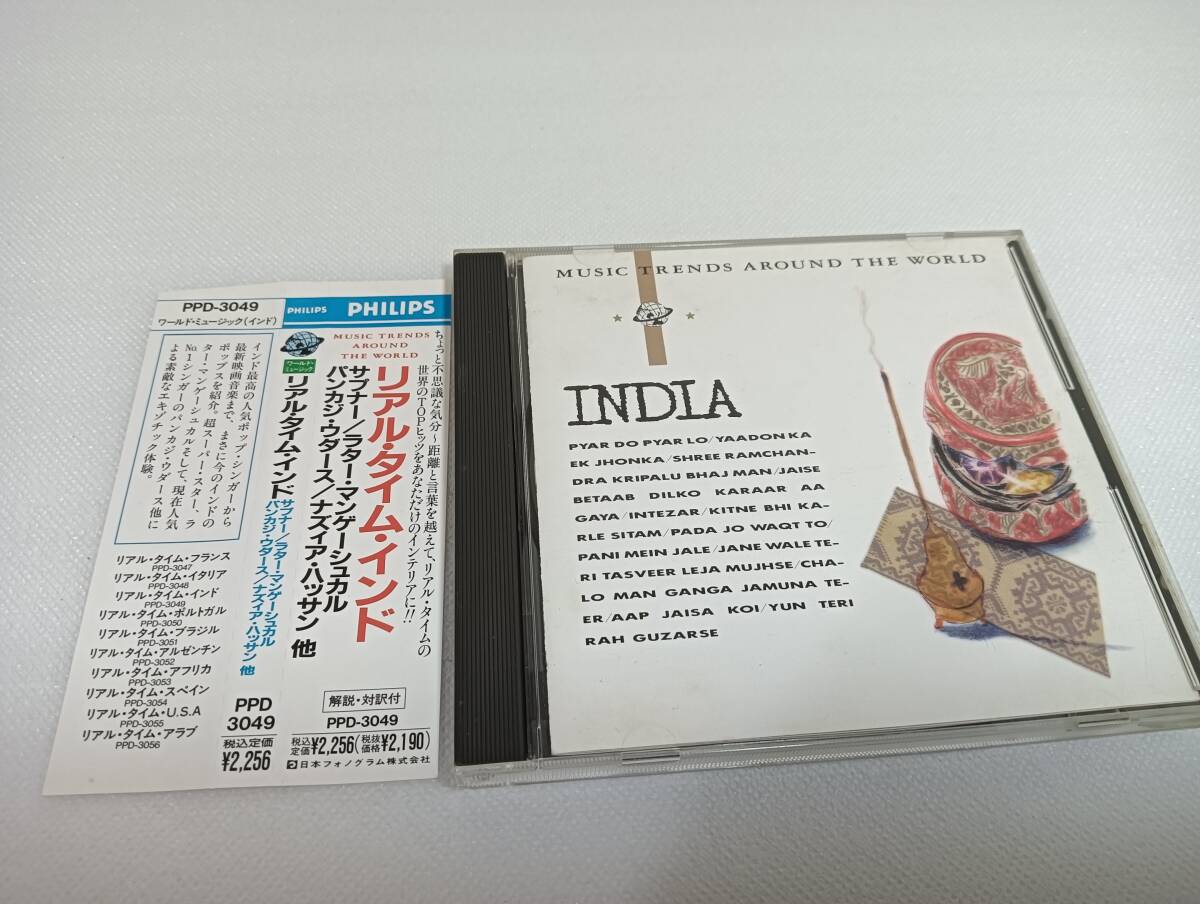 PPD-3049
ワールド・ミュージック(インド)
インド最高の人気ポップ・シンガーから
最新映画音楽まで、まさに今のインドの
ポップスを紹介。超スーパー・スター、ラ
ター・マンゲーシュカルそして、現在人気
No.1シンガーのパンカジ・ウダース他に
よる素敵なエキゾチック体験。
リアル・タイム・フランス
PPD-3047
リアル・タイム・イタリア
PPD-3048
リアル・タイム・インド
PPD-3049
リアル・タイム・ポルトガル
PPD-3050
リアル・タイム・ブラジル
PPD-3051
リアル・タイム・アルゼンチン
PPD-3052
リアル・タイム・アフリカ
PPD-3053
リアル・タイム・スペイン
PPD-3054
リアル・タイム・U.S.A
PPD-3055
リアル・タイム・アラブ
PPD-3056
PHILIPS
ワールド・
ミュージック
リアル・タイム・インド
サプナー/ラター・マンゲーシュカル
パンカジ・ウダース/ナズィア・ハッサン 他
PPD
3049
税込定価
¥2,256
PHILIPS
MUSIC TRENDS
AROUND
THE WORLD
ちょっと不思議な気分〜距離と言葉を越えて、リアル・タイムの
世界のTOPヒッツをあなただけのインテリアに!!
リアル・タイム・インド
サプナー/ラター・マンゲーシュカル
パンカジ・ウダース/ナズィア・ハッサン 他
解説・対訳付
PPD-3049
税込定価¥2,256(税抜価格¥2,190)
日本フォノグラム株式会社
MUSIC TRENDS AROUND THE WORLD
INDIA
PYAR DO PYAR LO/YAADON KA
EK JHONKA/SHREE RAMCHAN-
DRA KRIPALU BHAJ MAN/JAISE
BETAAB DILKO KARAAR AA
GAYA/INTEZAR/KITNE BHI KA-
RLE SITAM/PADA JO WAQT TO/
PANI MEIN JALE/JANE WALE TE-
RI TASVEER LEJA MUJHSE/CHA-
LO MAN GANGA JAMUNA TE-
ER/AAP JAISA KOI/YUN TERI
RAH GUZARSE